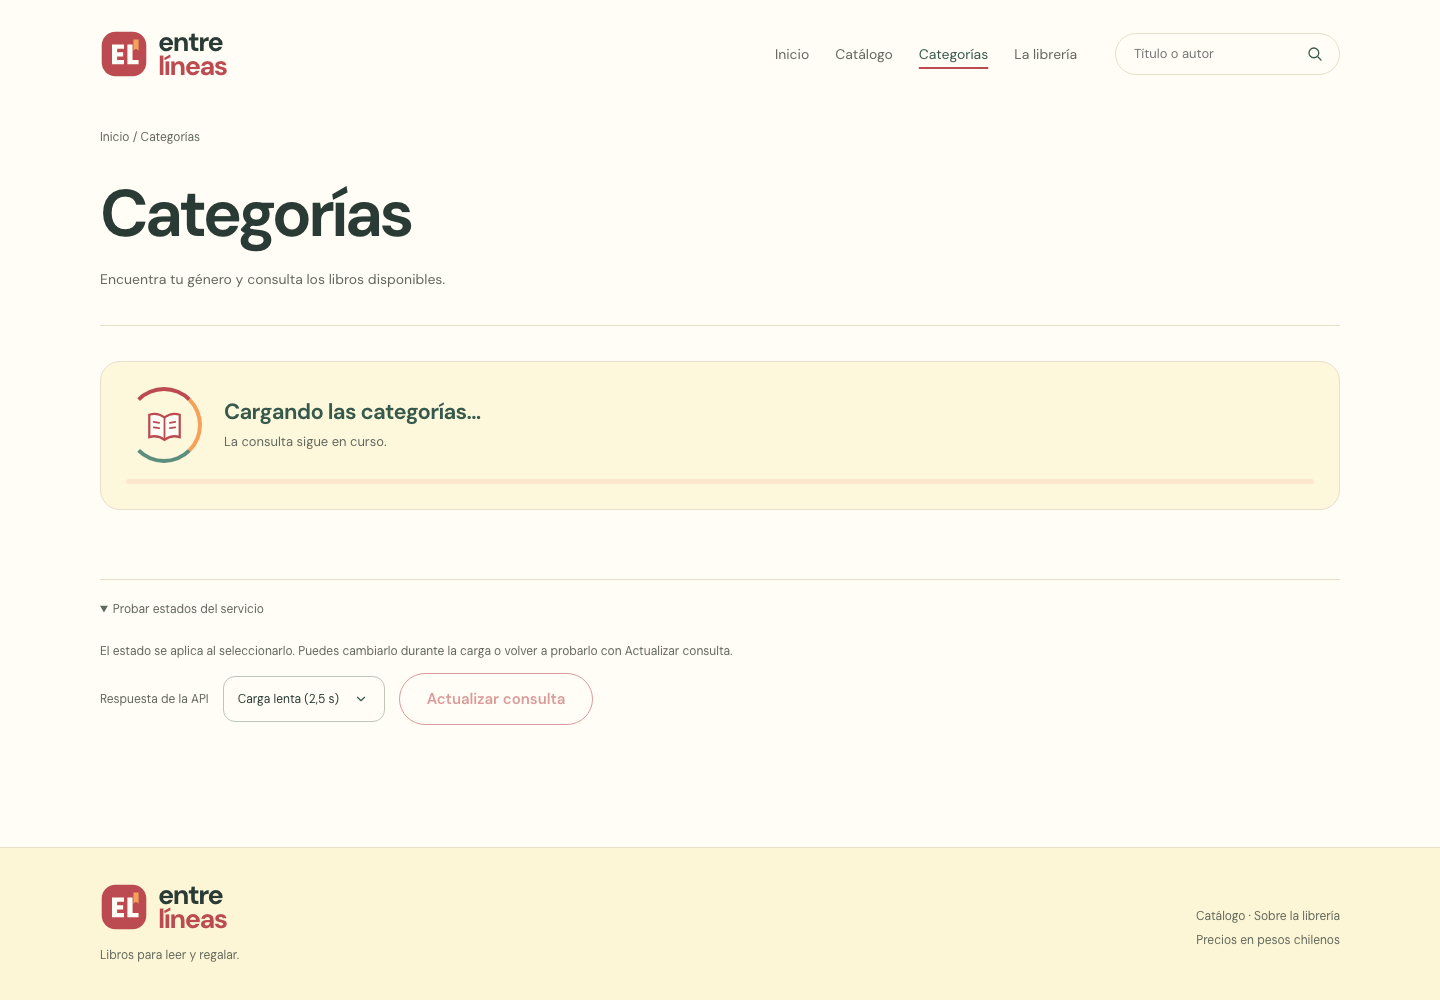 EL entre líneas
Inicio
Catálogo
Categorías
La librería
Título o autor
Inicio / Categorías
Categorías
Encuentra tu género y consulta los libros disponibles.
Cargando las categorías...
La consulta sigue en curso.
▼ Probar estados del servicio
El estado se aplica al seleccionarlo. Puedes cambiarlo durante la carga o volver a probarlo con Actualizar consulta.
Respuesta de la API
Carga lenta (2,5 s)
Actualizar consulta
EL entre líneas
Libros para leer y regalar.
Catálogo · Sobre la librería
Precios en pesos chilenos